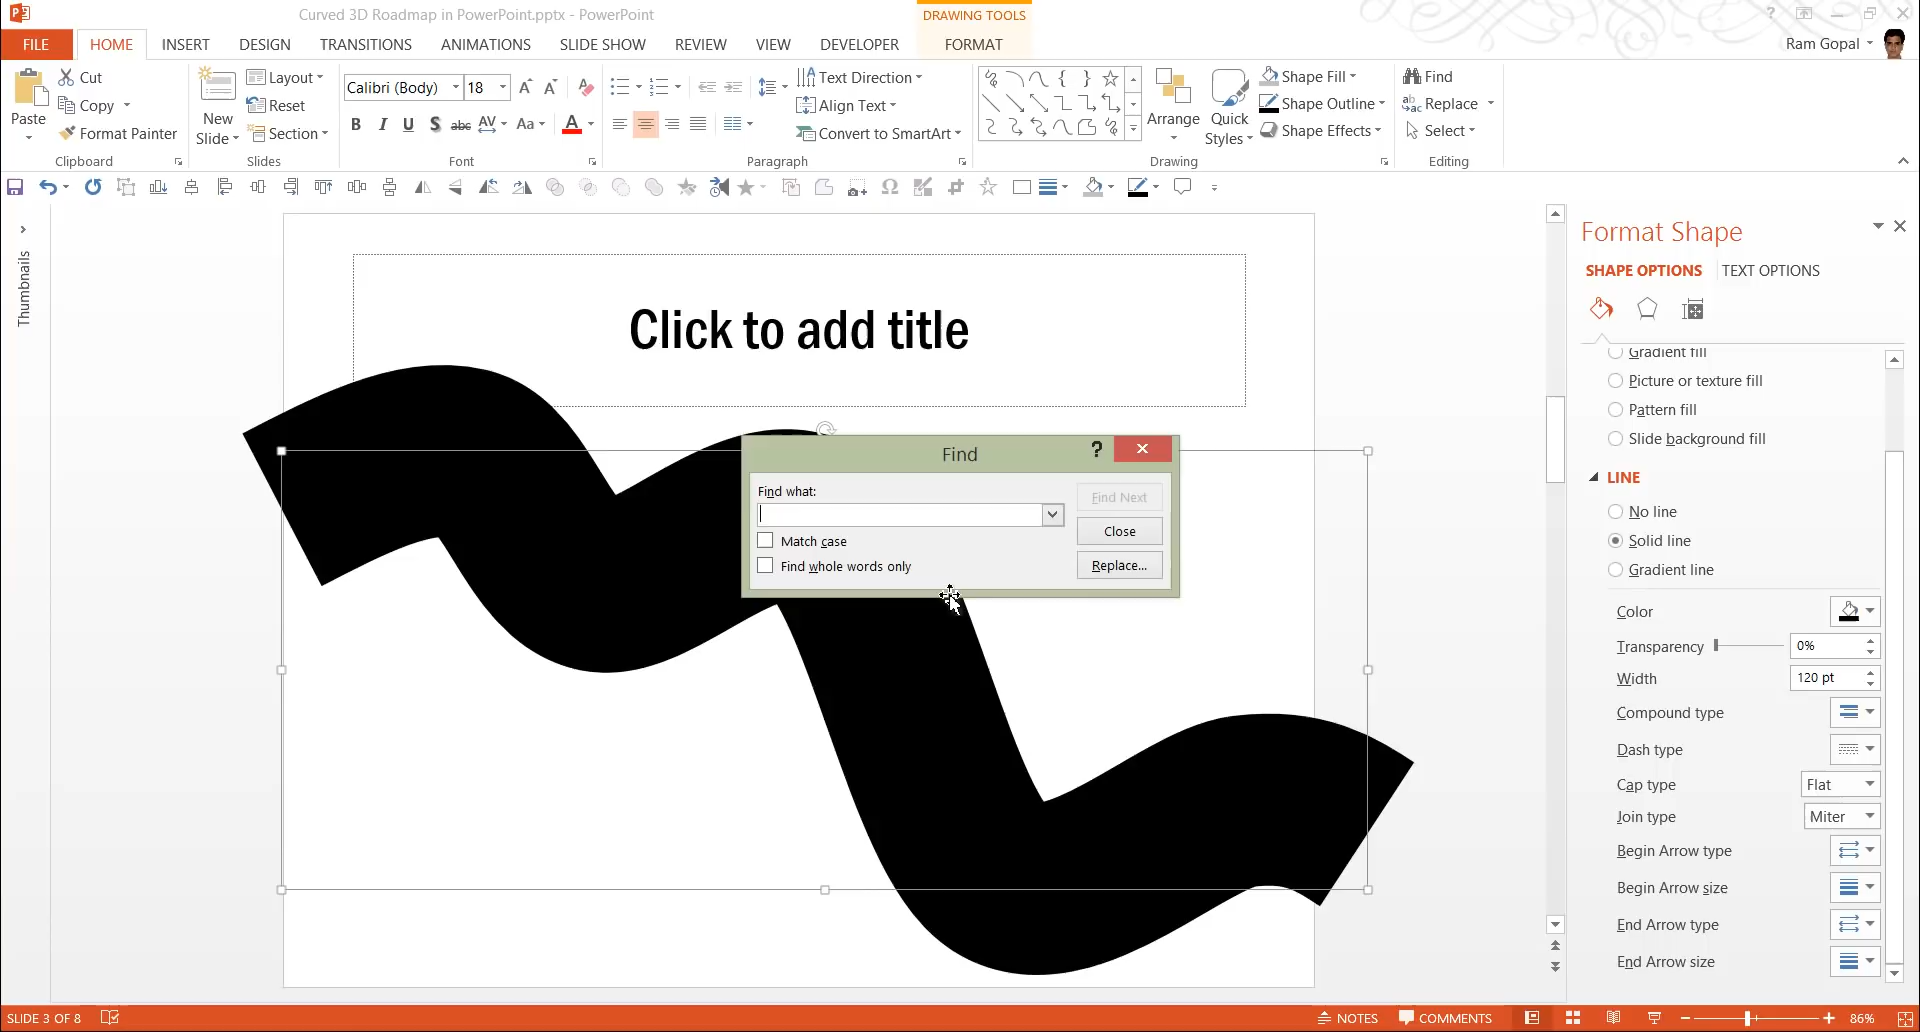 Curved 3D Roadmap in PowerPoint.pptx - PowerPoint
DRAWING TOOLS
?
FILE HOME INSERT DESIGN TRANSITIONS ANIMATIONS SLIDE SHOW REVIEW VIEW DEVELOPER FORMAT
Ram Gopal
Paste
Cut
Copy
Format Painter
Clipboard
New
Slide
Layout
Reset
Section
Slides
Calibri (Body) 18
B I U S abc AV Aa A
Font
Text Direction
Align Text
Convert to SmartArt
Paragraph
Arrange
Quick
Styles
Shape Fill
Shape Outline
Shape Effects
Drawing
Find
Replace
Select
Editing
Thumbnails
Click to add title
Find
?
Find what:
Find Next
Match case
Close
Find whole words only
Replace...
Format Shape
SHAPE OPTIONS TEXT OPTIONS
Gradient fill
Picture or texture fill
Pattern fill
Slide background fill
LINE
No line
Solid line
Gradient line
Color
Transparency 0%
Width 120 pt
Compound type
Dash type
Cap type Flat
Join type Miter
Begin Arrow type
Begin Arrow size
End Arrow type
End Arrow size
SLIDE 3 OF 8
NOTES COMMENTS 86%